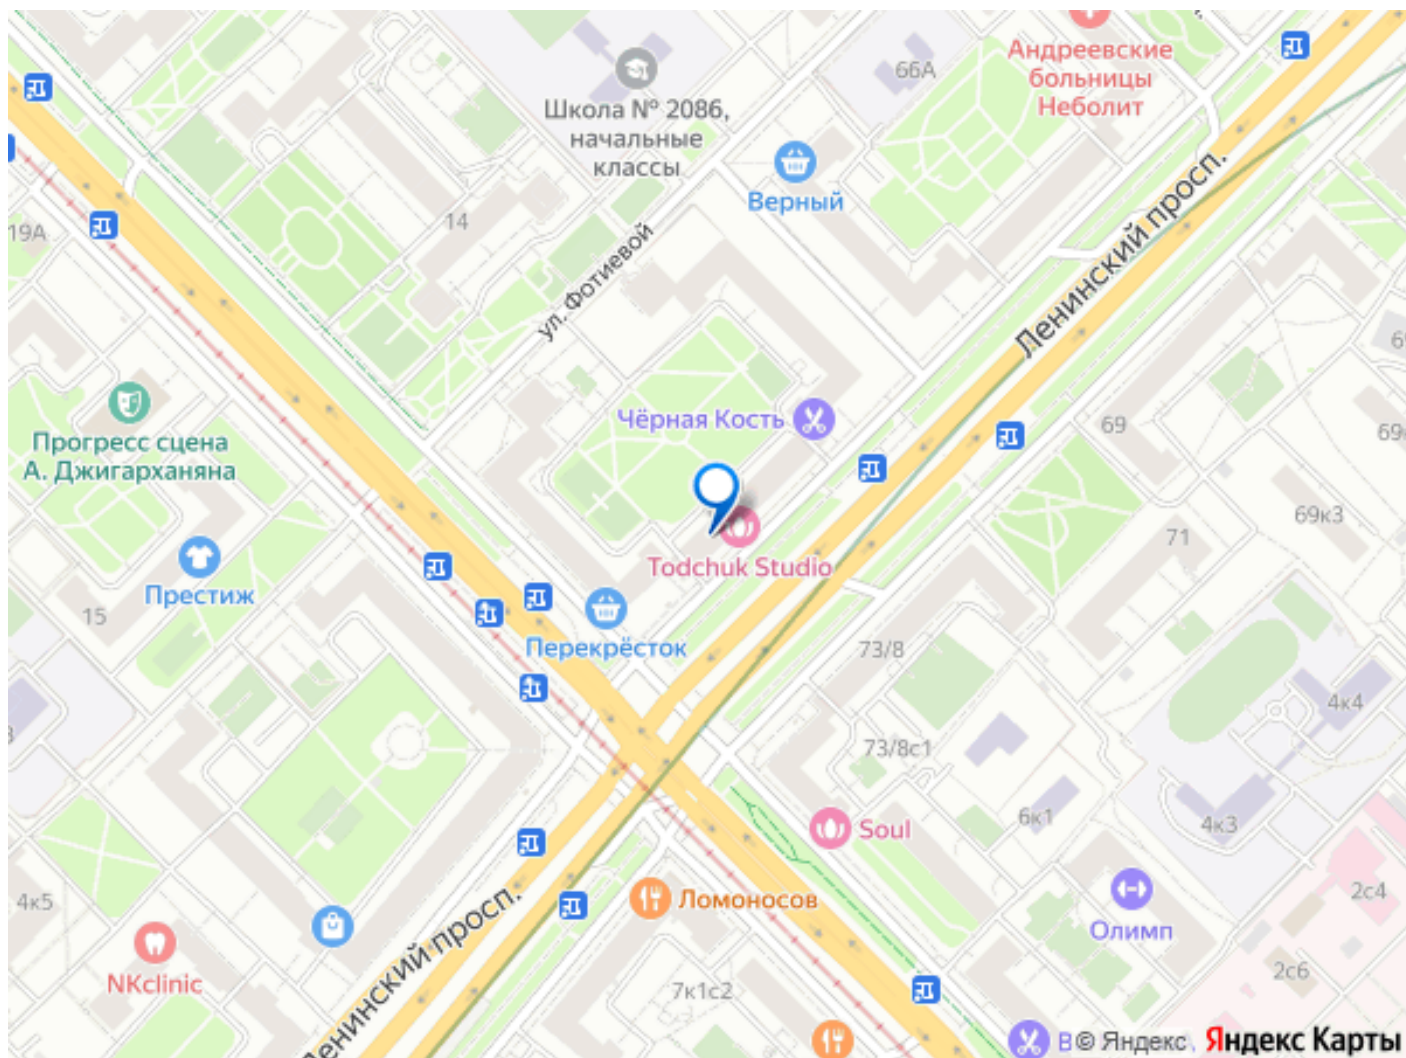 Андреевские
больницы
Неболит
66А
Школа № 2086,
начальные
классы
Верный
Ленинский просп.
14
19А
ул. Фотиевой
Чёрная Кость
69
Прогресс сцена
А. Джигарханяна
69к3
71
Todchuk Studio
Престиж
15
Перекрёсток
73/8
4к4
73/8с1
6к1
4к3
Soul
2с4
Ломоносов
4к5
Олимп
Ленинский просп.
2с6
NKclinic
7к1с2
В
© Яндекс
Яндекс Карты